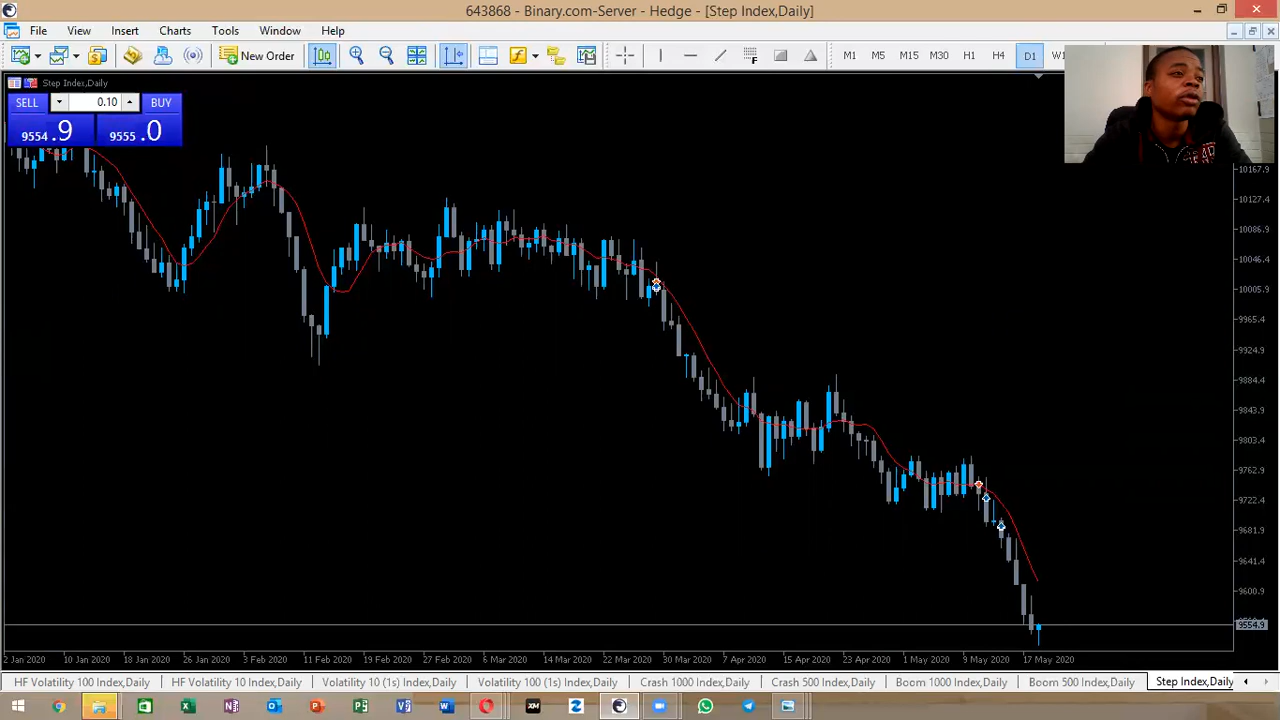 643868 - Binary.com-Server - Hedge - [Step Index,Daily]
File View Insert Charts Tools Window Help
New Order M1 M5 M15 M30 H1 H4 D1
Step Index,Daily
SELL 0.10 BUY
9554.9 9555.0
10167.9
10127.4
10086.9
10046.4
10005.9
9965.4
9924.9
9884.4
9843.9
9803.4
9762.9
9722.4
9681.9
9641.4
9600.9
9554.9
2 Jan 2020 10 Jan 2020 18 Jan 2020 26 Jan 2020 3 Feb 2020 11 Feb 2020 19 Feb 2020 27 Feb 2020 6 Mar 2020 14 Mar 2020 22 Mar 2020 30 Mar 2020 7 Apr 2020 15 Apr 2020 23 Apr 2020 1 May 2020 9 May 2020 17 May 2020
HF Volatility 100 Index,Daily HF Volatility 10 Index,Daily Volatility 10 (1s) Index,Daily Volatility 100 (1s) Index,Daily Crash 1000 Index,Daily Crash 500 Index,Daily Boom 1000 Index,Daily Boom 500 Index,Daily Step Index,Daily